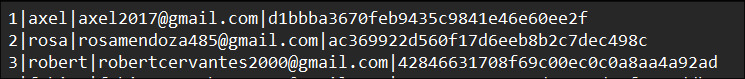 1|axel|axel2017@gmail.com|d1bbba3670feb9435c9841e46e60ee2f
2|rosa|rosamendoza485@gmail.com|ac369922d560f17d6eeb8b2c7dec498c
3|robert|robertcervantes2000@gmail.com|42846631708f69c00ec0c0a8aa4a92ad